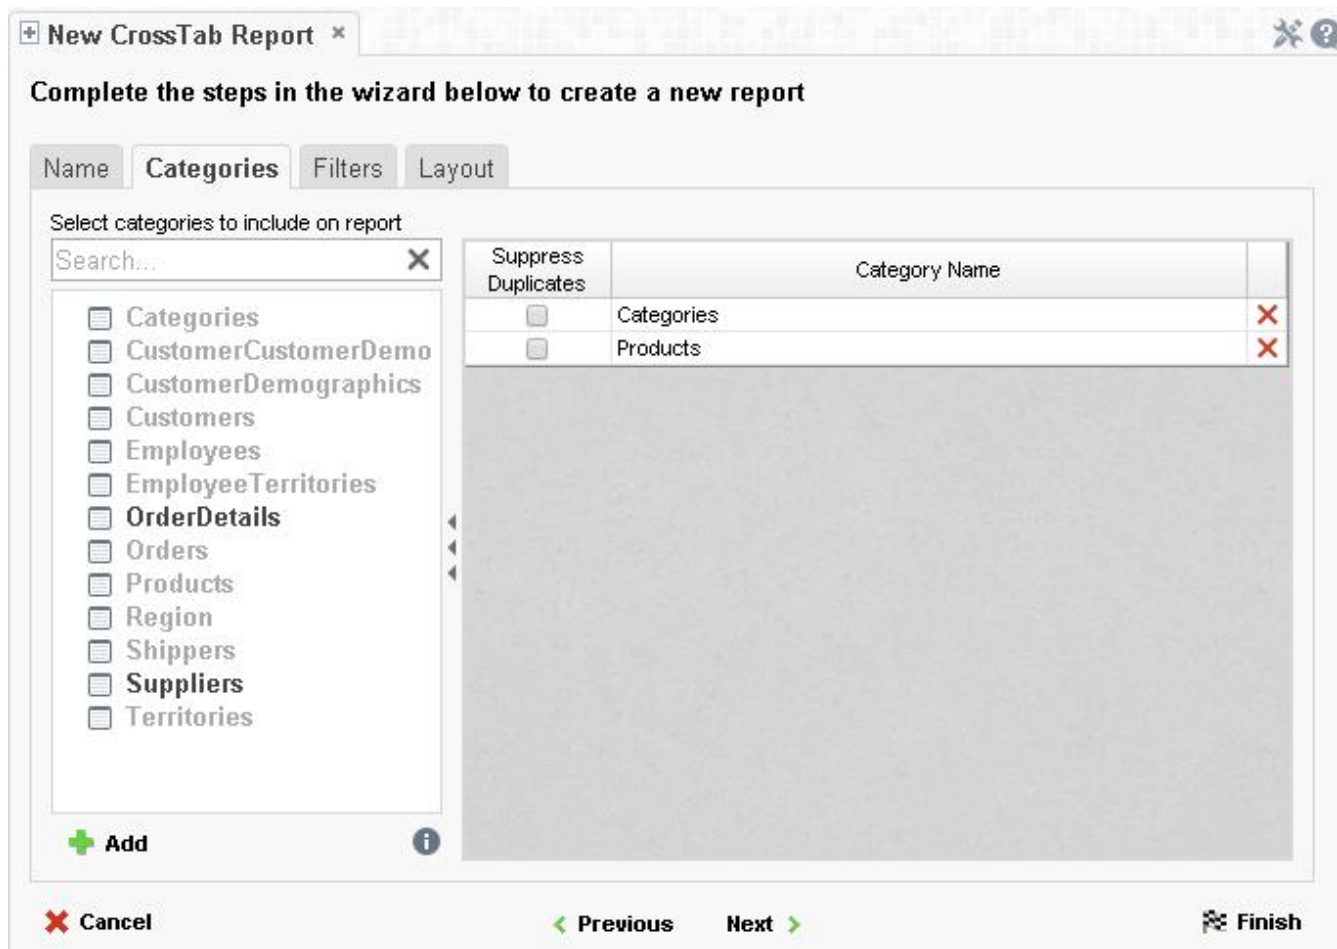 New CrossTab Report ×
Complete the steps in the wizard below to create a new report
Name Categories Filters Layout
Select categories to include on report
Search...
Suppress Duplicates Category Name
Categories
Products
Categories
CustomerCustomerDemo
CustomerDemographics
Customers
Employees
EmployeeTerritories
OrderDetails
Orders
Products
Region
Shippers
Suppliers
Territories
Add
Cancel Previous Next Finish